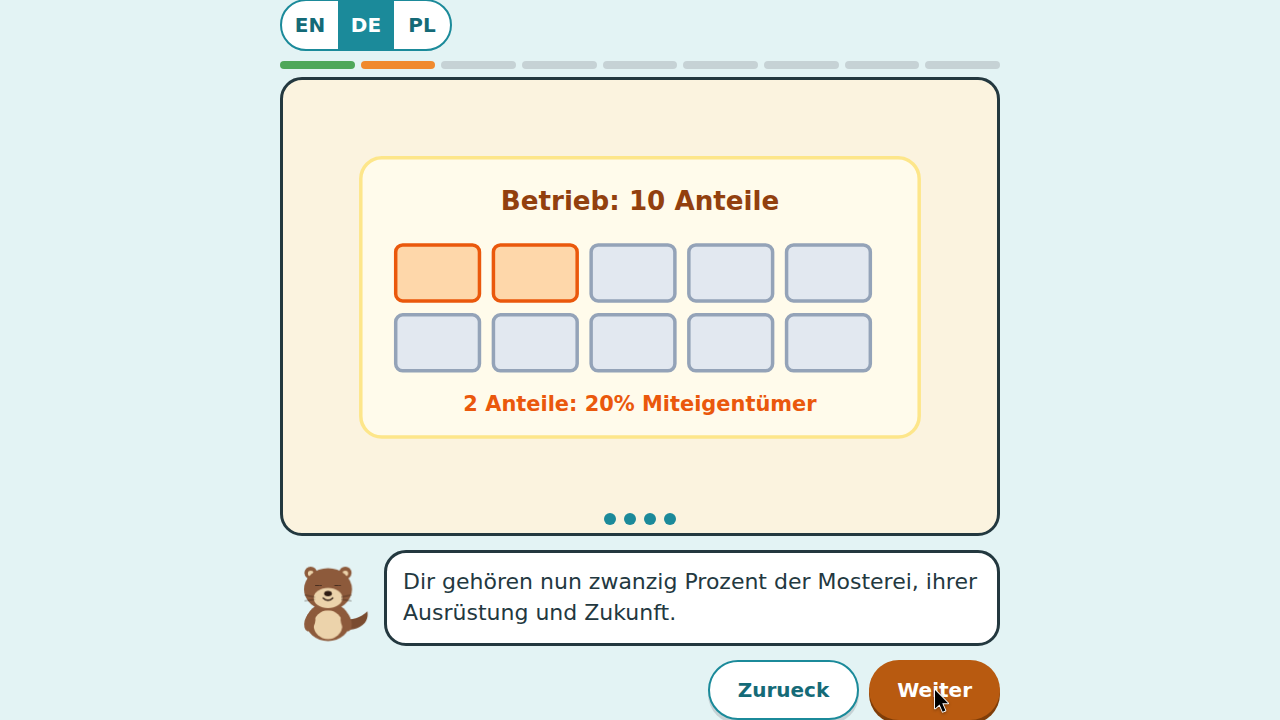 EN DE PL
Betrieb: 10 Anteile
2 Anteile: 20% Miteigentümer
Dir gehören nun zwanzig Prozent der Mosterei, ihrer
Ausrüstung und Zukunft.
Zurueck Weiter